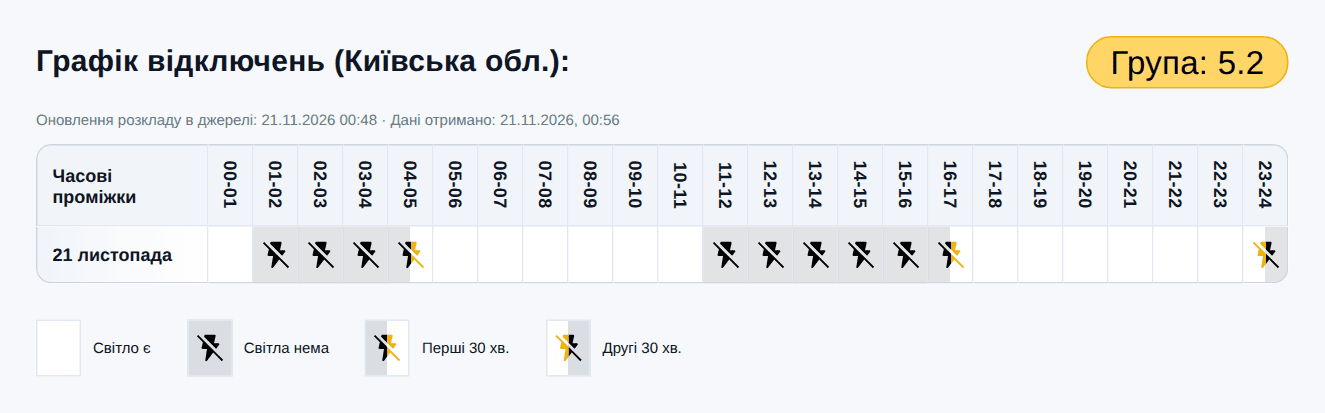 Графік відключень (Київська обл.):
Група: 5.2
Оновлення розкладу в джерелі: 21.11.2026 00:48 · Дані отримано: 21.11.2026, 00:56
Часові
проміжки
00-01
01-02
02-03
03-04
04-05
05-06
06-07
07-08
08-09
09-10
10-11
11-12
12-13
13-14
14-15
15-16
16-17
17-18
18-19
19-20
20-21
21-22
22-23
23-24
21 листопада
Світло є
Світла нема
Перші 30 хв.
Другі 30 хв.